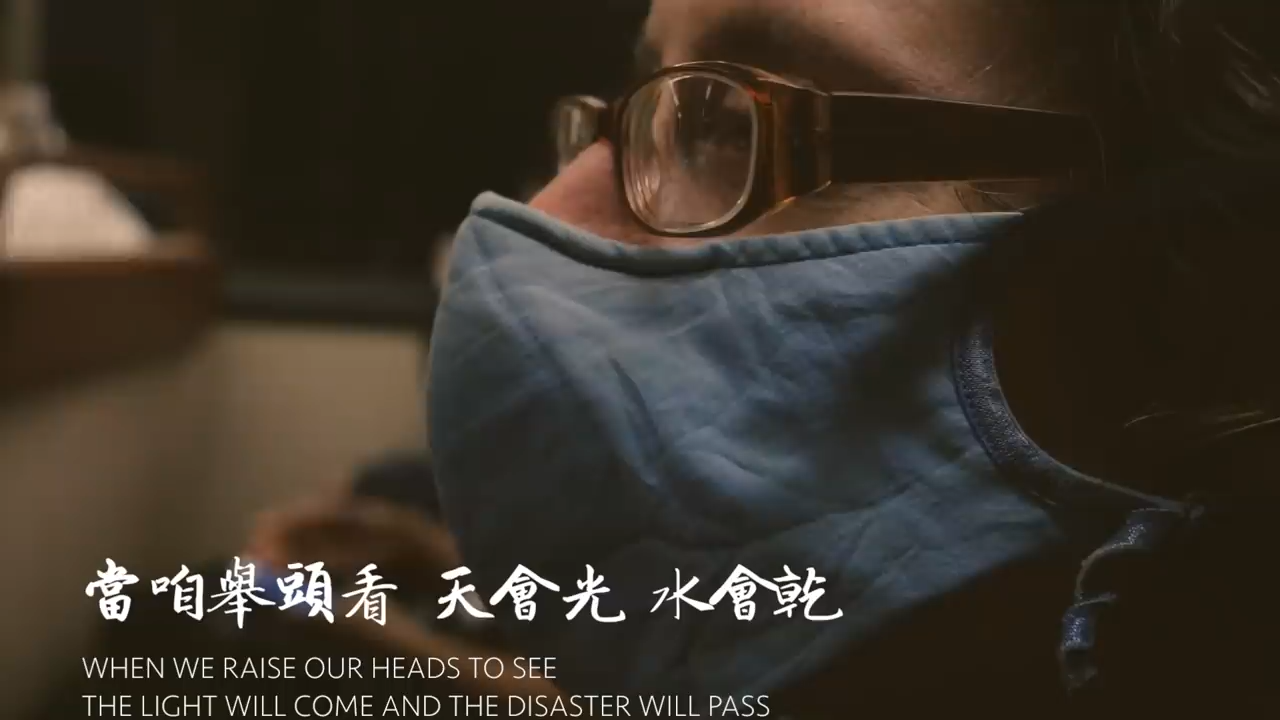 當咱舉頭看 天會光 水會乾
WHEN WE RAISE OUR HEADS TO SEE
THE LIGHT WILL COME AND THE DISASTER WILL PASS